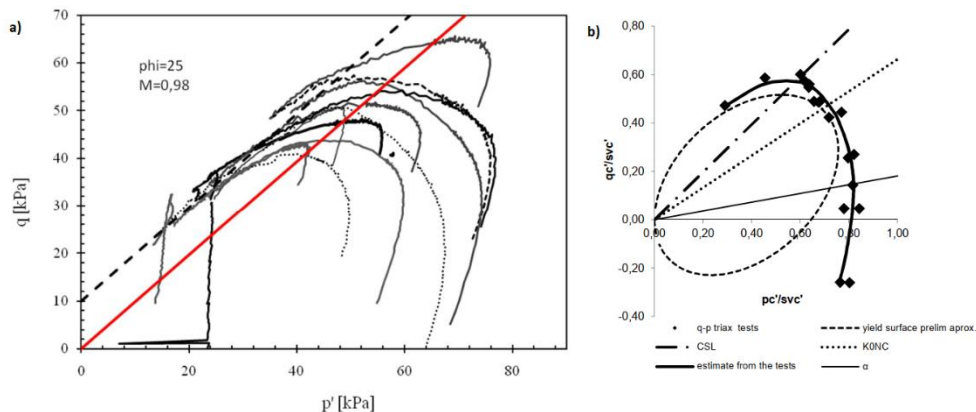 a)
70
60
50
40
30
20
10
0
q [kPa]
phi=25
M=0,98
0 20 40 60 80
p' [kPa]
b)
0,80
0,60
0,40
0,20
0,00
-0,20
-0,40
qc'/svc'
0,00 0,20 0,40 0,60 0,80 1,00
pc'/svc'
q-p triax tests
yield surface prelim aprox.
CSL
K0NC
estimate from the tests
α